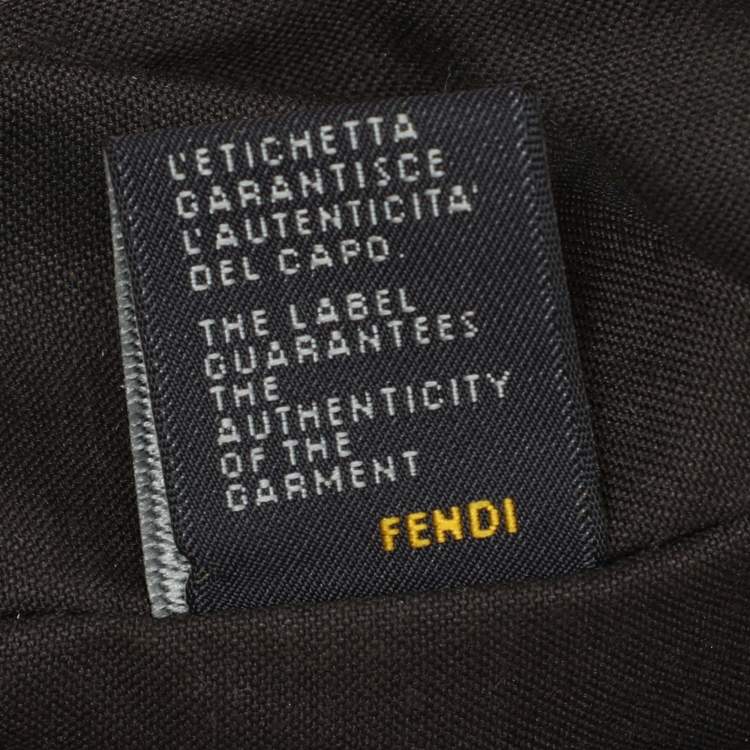 L'ETICHETTA
GARANTISCE
L'AUTENTICITA'
DEL CAPO.
THE LABEL
GUARANTEES
THE
AUTHENTICITY
OF THE
GARMENT
FENDI